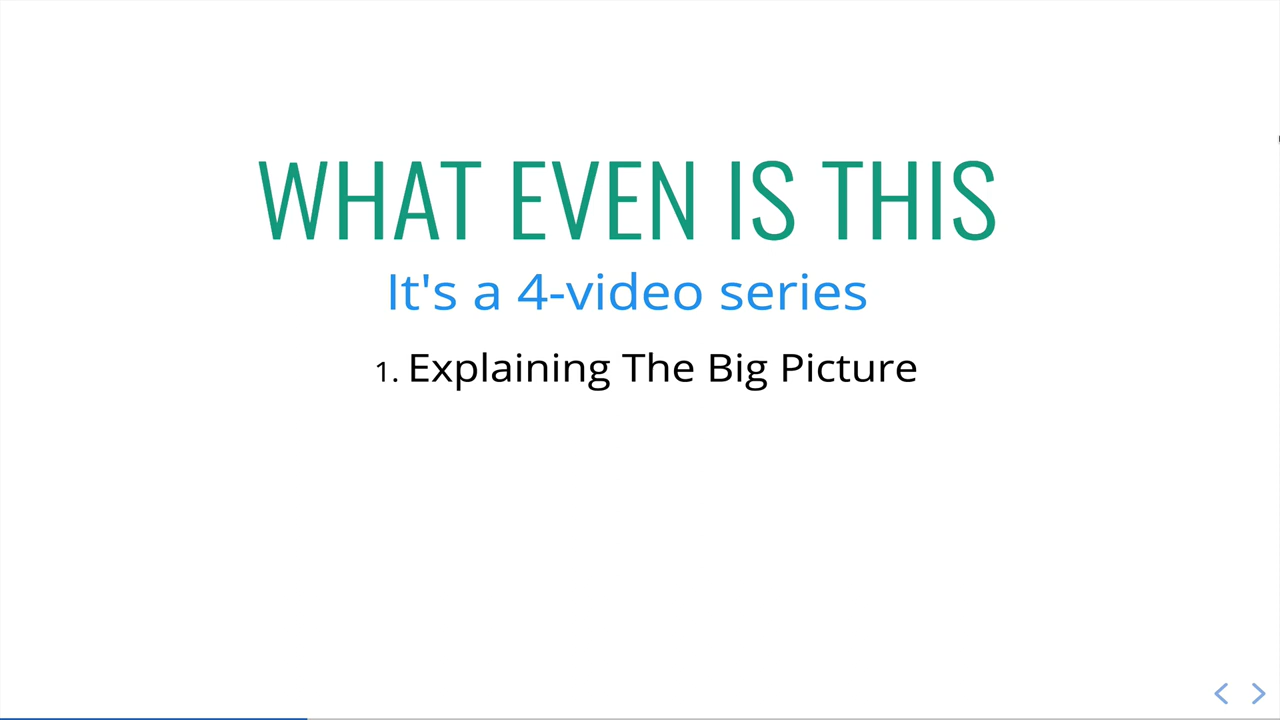 WHAT EVEN IS THIS
It's a 4-video series
1. Explaining The Big Picture